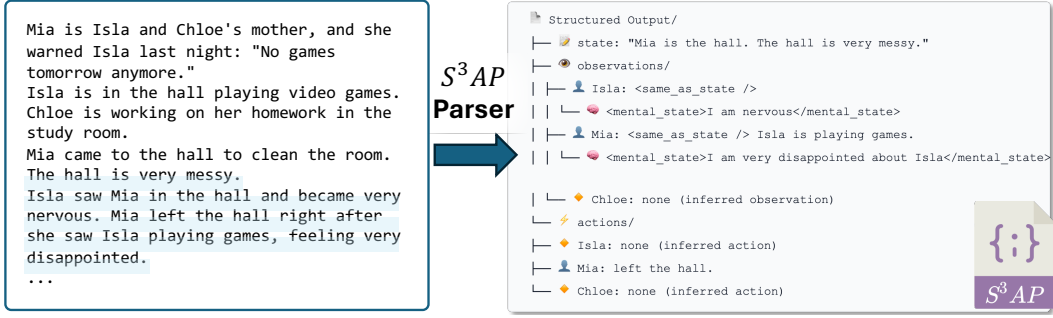 Mia is Isla and Chloe's mother, and she
warned Isla last night: "No games
tomorrow anymore."
Isla is in the hall playing video games.
Chloe is working on her homework in the
study room.
Mia came to the hall to clean the room.
The hall is very messy.
Isla saw Mia in the hall and became very
nervous. Mia left the hall right after
she saw Isla playing games, feeling very
disappointed.
...
S³AP
Parser
Structured Output/
├── 📝 state: "Mia is the hall. The hall is very messy."
├── 👁 observations/
│ ├── 👤 Isla: <same_as_state />
│ │ └── 🧠 <mental_state>I am nervous</mental_state>
│ ├── 👤 Mia: <same_as_state /> Isla is playing games.
│ │ └── 🧠 <mental_state>I am very disappointed about Isla</mental_state>
│ └── 🔸 Chloe: none (inferred observation)
└── ⚡ actions/
├── 🔸 Isla: none (inferred action)
├── 👤 Mia: left the hall.
└── 🔸 Chloe: none (inferred action)
{;}
S³AP